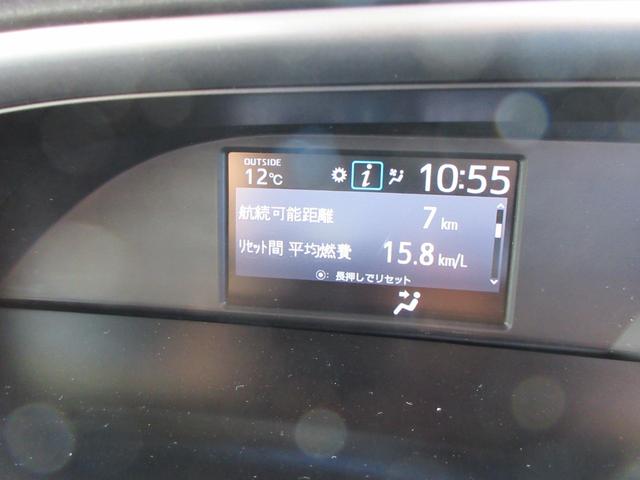 OUTSIDE
12℃ i 10:55
航続可能距離 7 km
ﾘｾｯﾄ間 平均燃費 15.8 km/L
◉: 長押しでリセット